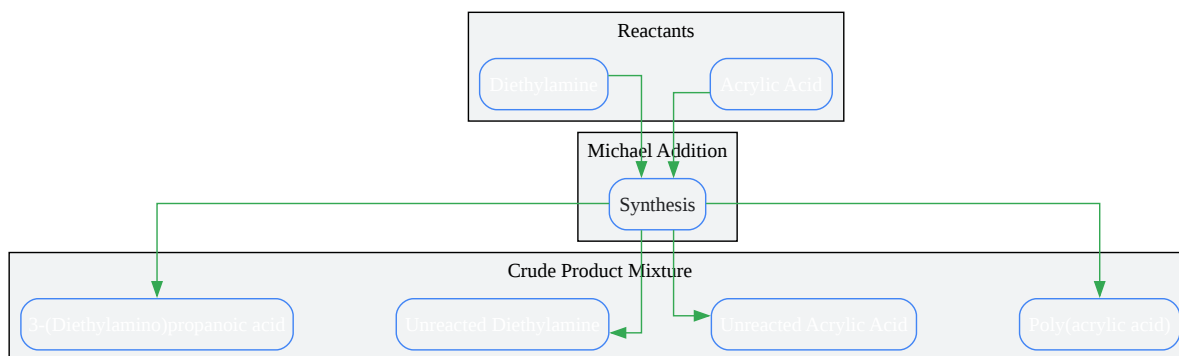 Reactants
Diethylamine
Acrylic Acid
Michael Addition
Synthesis
Crude Product Mixture
3-(Diethylamino)propanoic acid
Unreacted Diethylamine
Unreacted Acrylic Acid
Poly(acrylic acid)